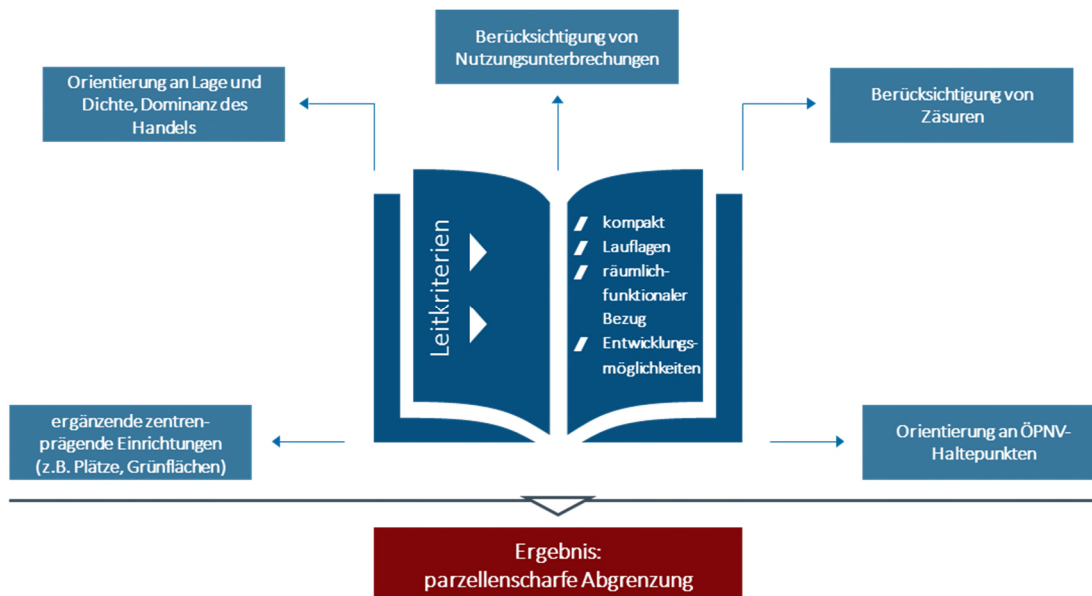 Berücksichtigung von
Nutzungsunterbrechungen
Orientierung an Lage und
Dichte, Dominanz des
Handels
Berücksichtigung von
Zäsuren
Leitkriterien
kompakt
Lauflagen
räumlich-
funktionaler
Bezug
Entwicklungs-
möglichkeiten
ergänzende zentren-
prägende Einrichtungen
(z.B. Plätze, Grünflächen)
Orientierung an ÖPNV-
Haltepunkten
Ergebnis:
parzellenscharfe Abgrenzung